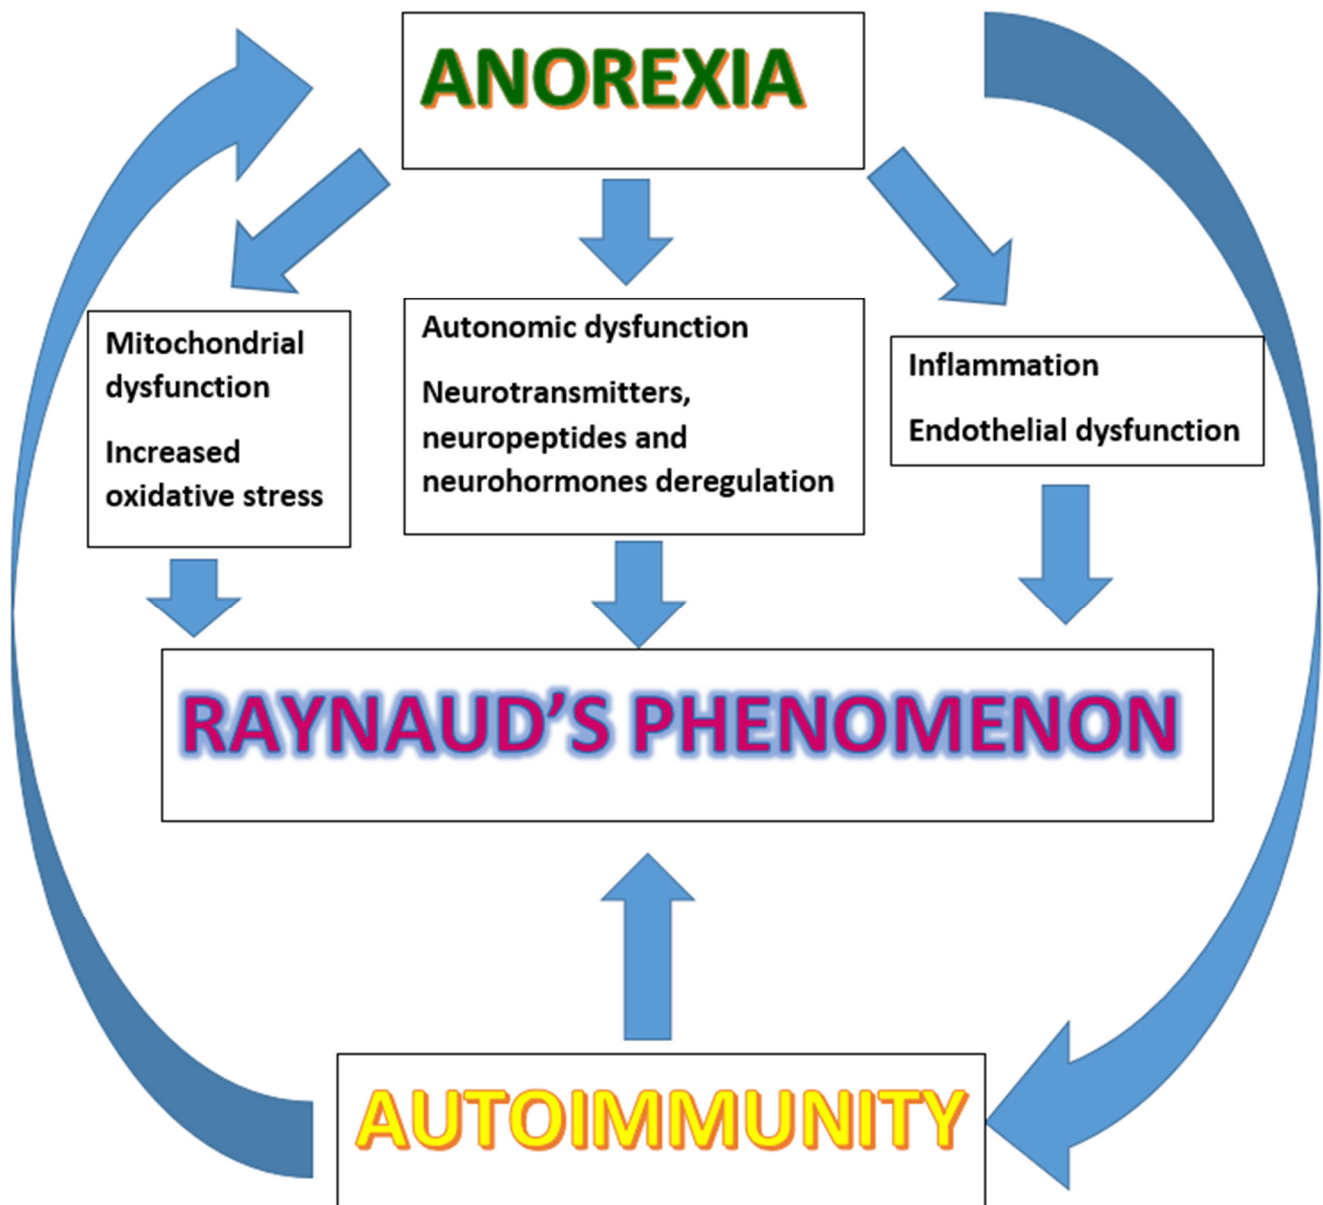 ANOREXIA
Mitochondrial
dysfunction
Increased
oxidative stress
Autonomic dysfunction
Neurotransmitters,
neuropeptides and
neurohormones deregulation
Inflammation
Endothelial dysfunction
RAYNAUD’S PHENOMENON
AUTOIMMUNITY